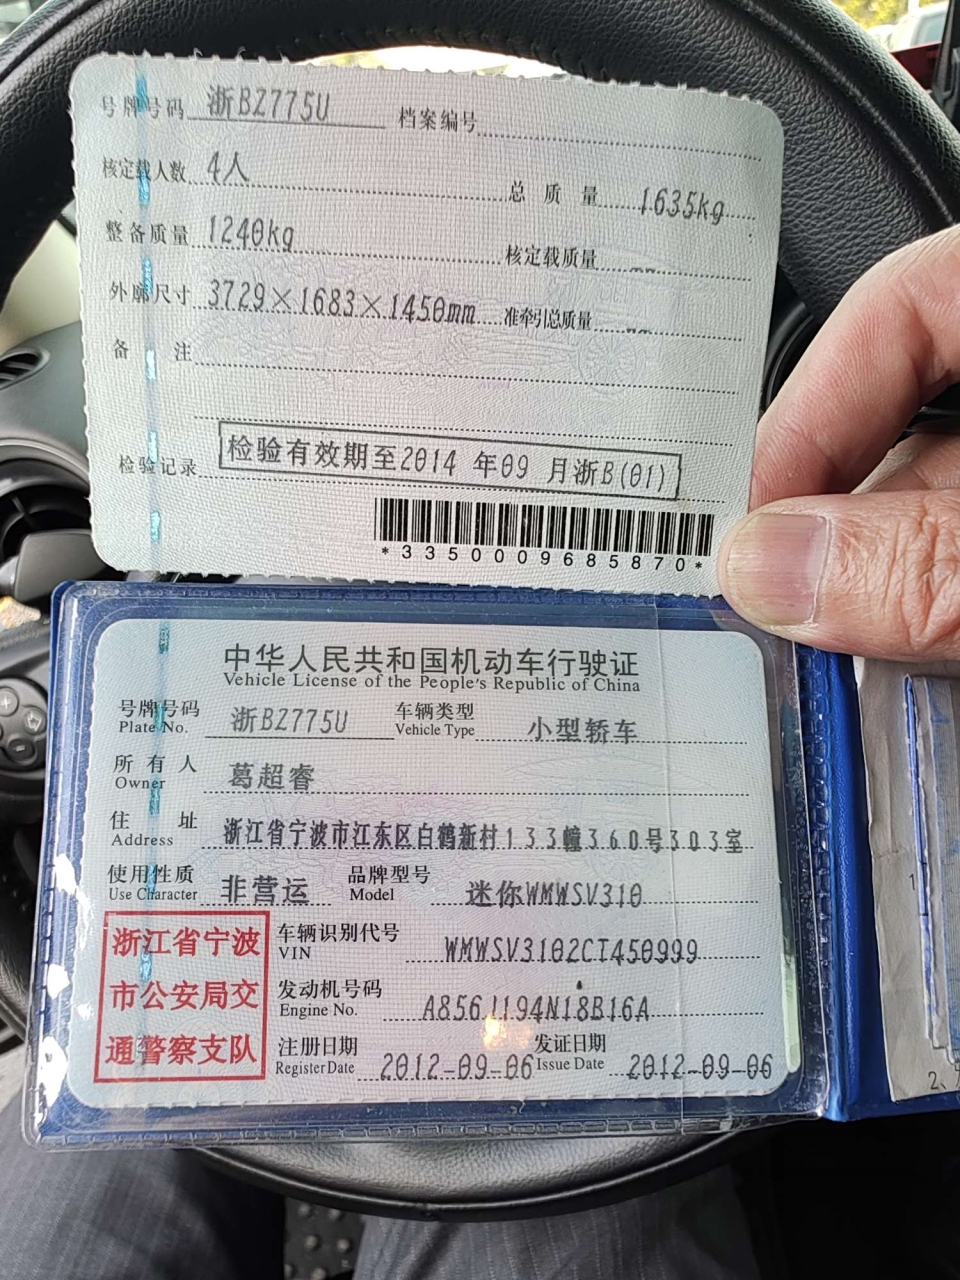 号牌号码 浙BZ775U 档案编号
核定载人数 4人 总质量 1635kg
整备质量 1240kg 核定载质量 --
外廓尺寸 3729×1683×1450mm 准牵引总质量 --
备注
检验记录 检验有效期至2014年09月浙B(01)
*3350009685870*
中华人民共和国机动车行驶证
Vehicle License of the People's Republic of China
号牌号码 浙BZ775U 车辆类型 小型轿车
Plate No. Vehicle Type
所有人 葛超睿
Owner
住址 浙江省宁波市江东区白鹤新村133幢360号303室
Address
使用性质 非营运 品牌型号 迷你WMWSV310
Use Character Model
浙江省宁波
市公安局交
通警察支队
车辆识别代号 WMWSV3102CT450999
VIN
发动机号码 A856J194N18B16A
Engine No.
注册日期 2012-09-06 发证日期 2012-09-06
Register Date Issue Date